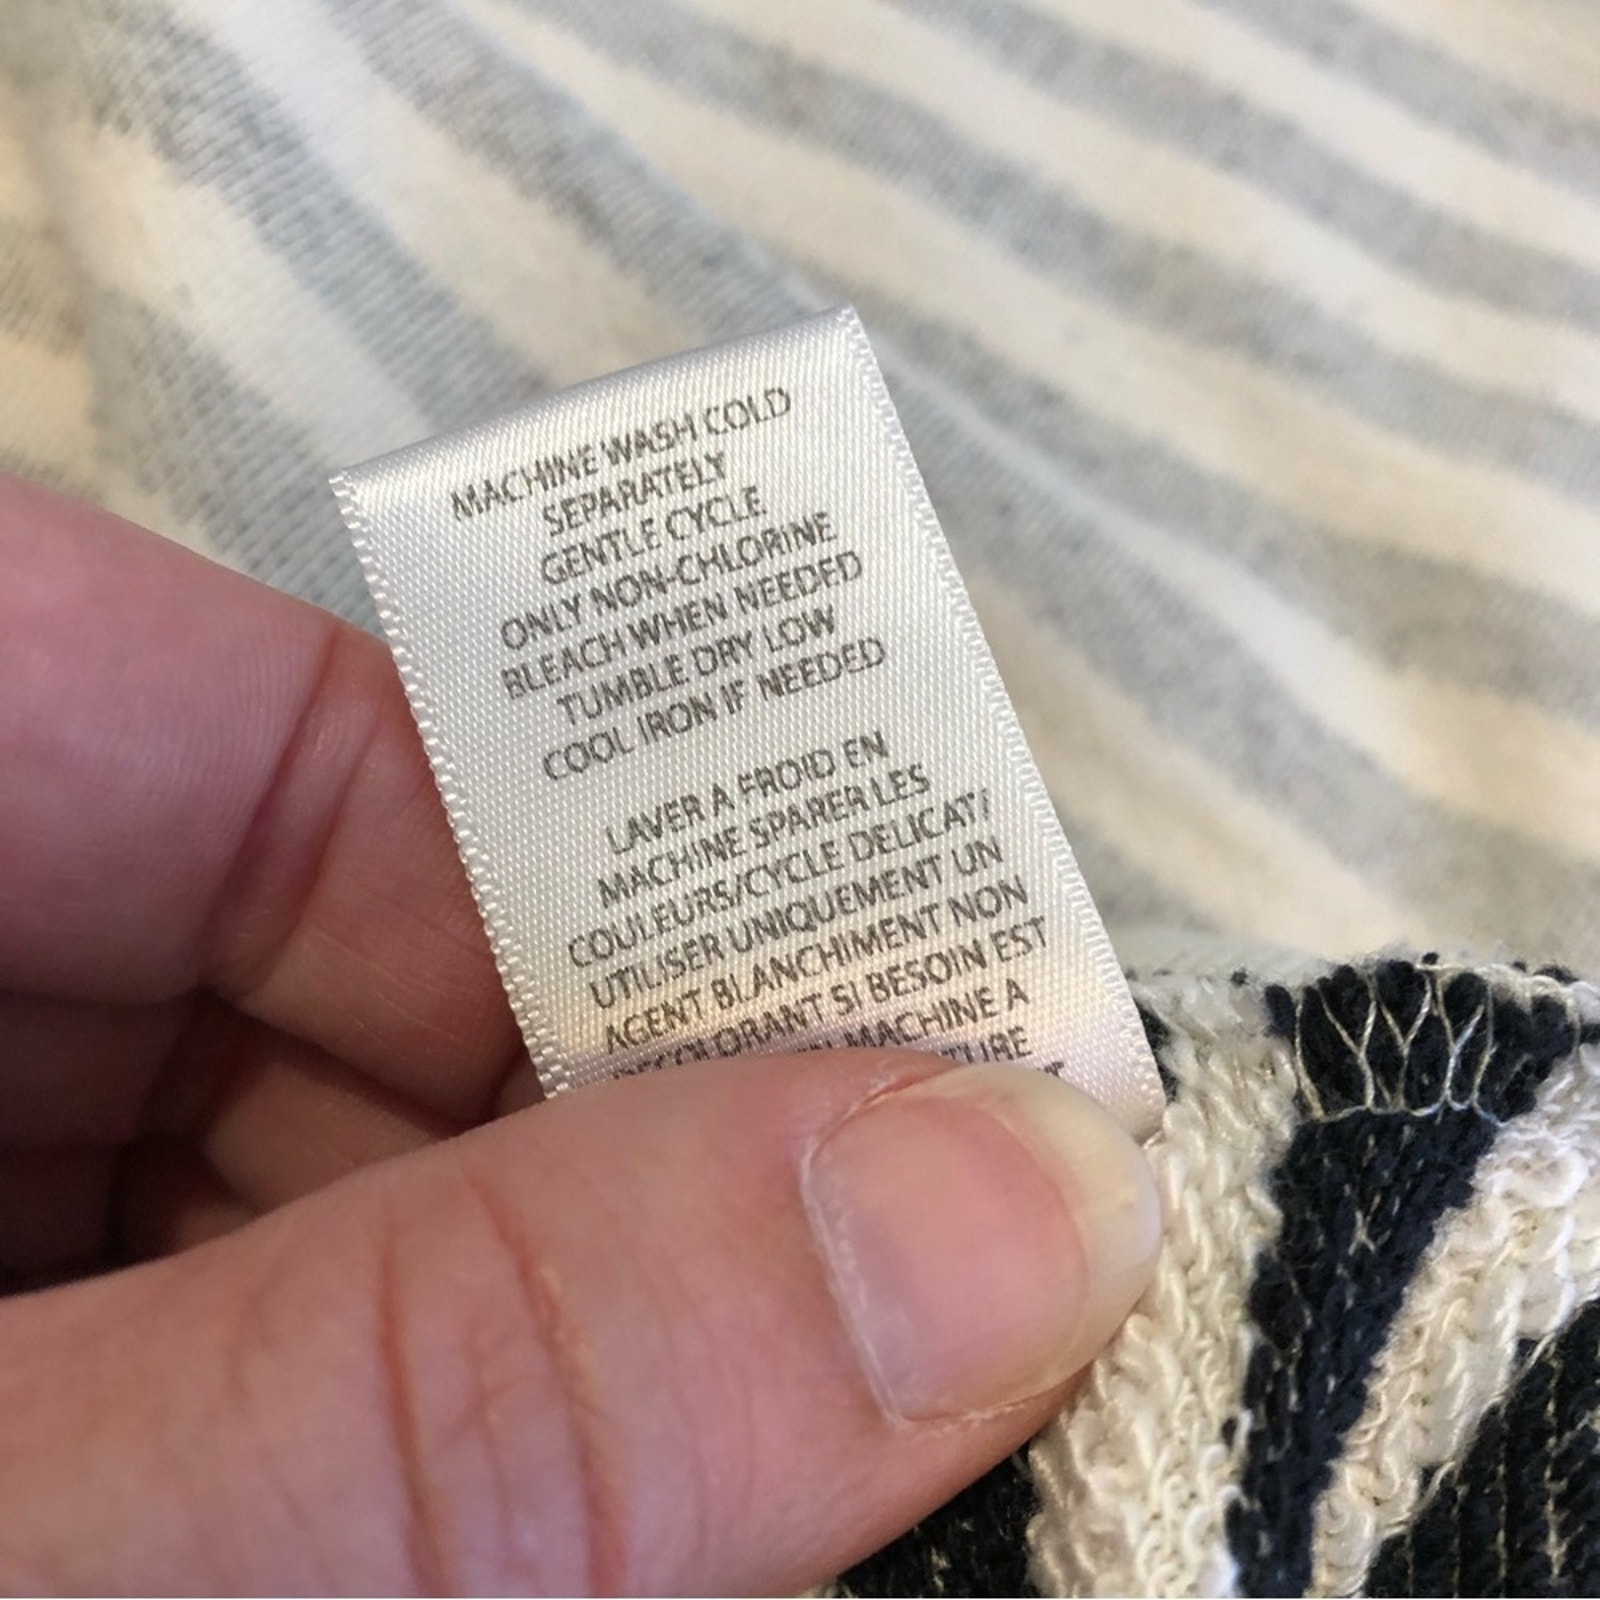 MACHINE WASH COLD
SEPARATELY
GENTLE CYCLE
ONLY NON-CHLORINE
BLEACH WHEN NEEDED
TUMBLE DRY LOW
COOL IRON IF NEEDED
LAVER A FROID EN
MACHINE SPARER LES
COULEURS/CYCLE DELICAT/
UTILISER UNIQUEMENT UN
AGENT BLANCHIMENT NON
DECOLORANT SI BESOIN EST
MACHINE A